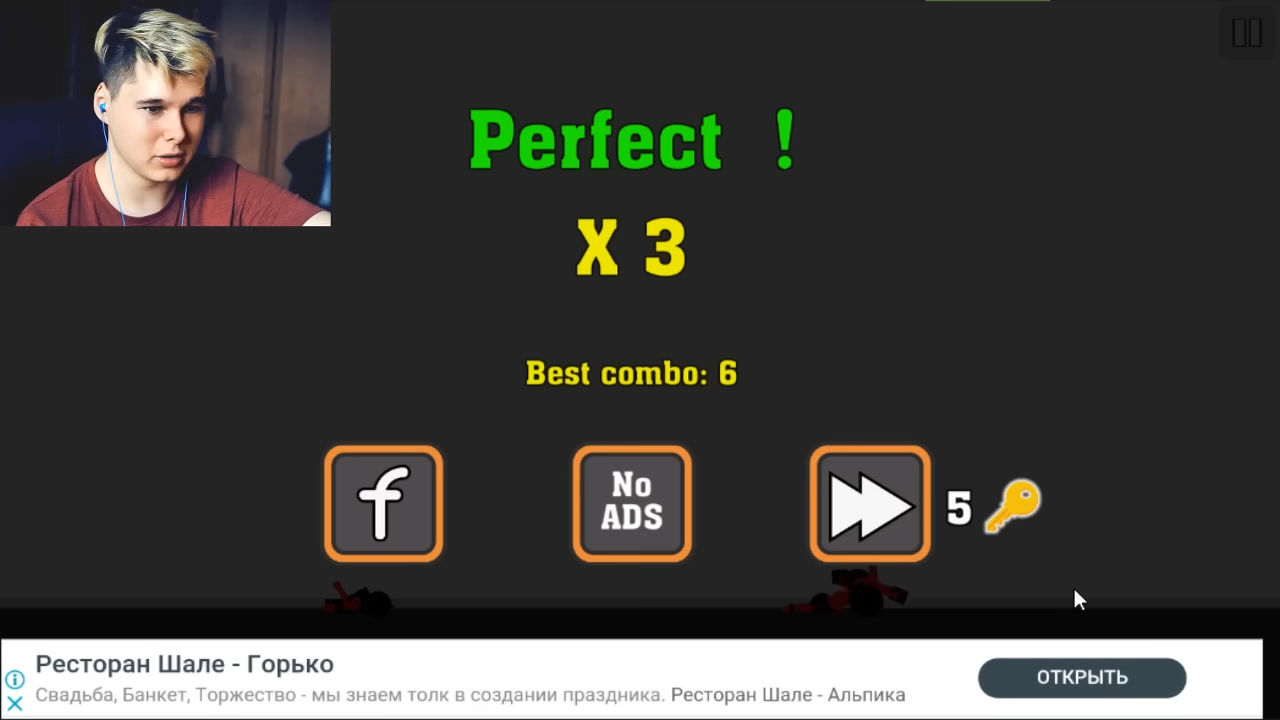 Perfect !
X 3
Best combo: 6
f
No
ADS
5
Ресторан Шале - Горько
Свадьба, Банкет, Торжество - мы знаем толк в создании праздника. Ресторан Шале - Альпика
ОТКРЫТЬ